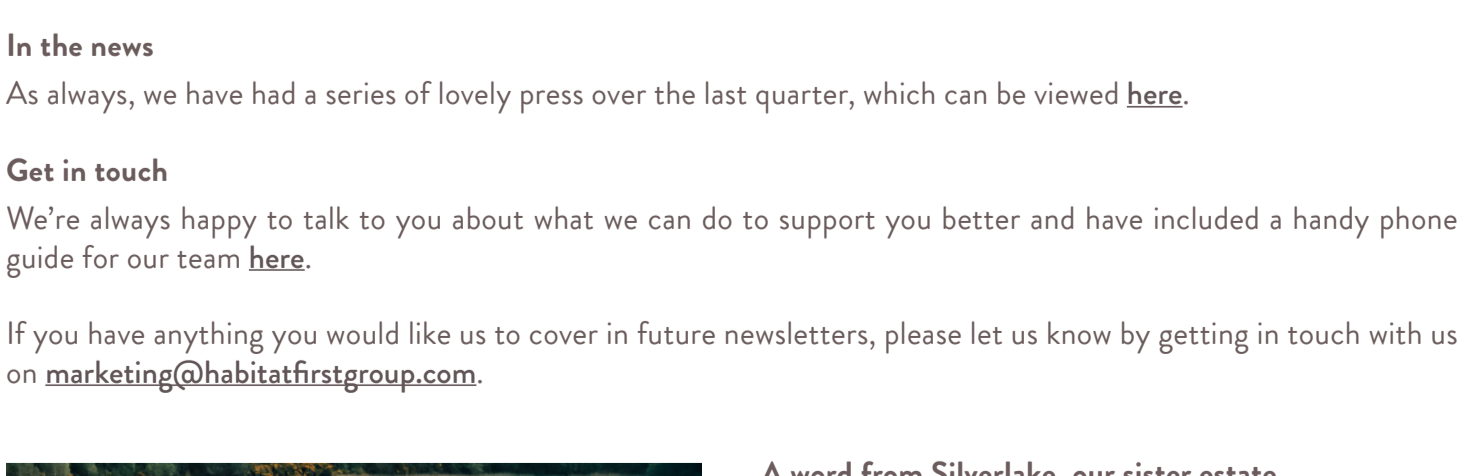 In the news
As always, we have had a series of lovely press over the last quarter, which can be viewed here.
Get in touch
We're always happy to talk to you about what we can do to support you better and have included a handy phone
guide for our team here.
If you have anything you would like us to cover in future newsletters, please let us know by getting in touch with us
on marketing@habitatfirstgroup.com.
A word from Silverlake, our sister estate